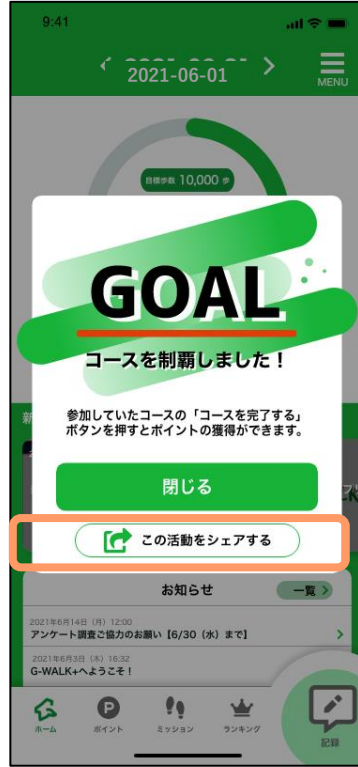 9:41
2021-06-01
MENU
目標歩数 10,000 歩
GOAL
コースを制覇しました！
参加していたコースの「コースを完了する」
ボタンを押すとポイントの獲得ができます。
閉じる
この活動をシェアする
お知らせ
一覧
2021年6月14日（月）12:00
アンケート調査ご協力のお願い【6/30（水）まで】
2021年6月3日（木）16:32
G-WALK+へようこそ！
ホーム
ポイント
ミッション
ランキング
記録